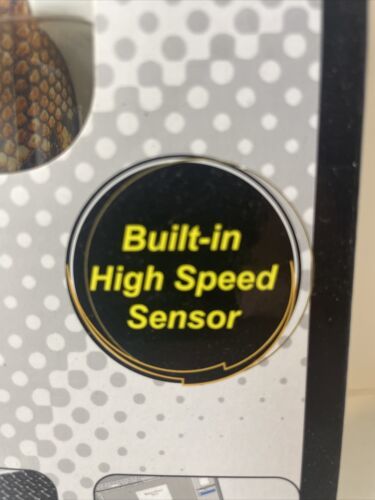 Built-in
High Speed
Sensor